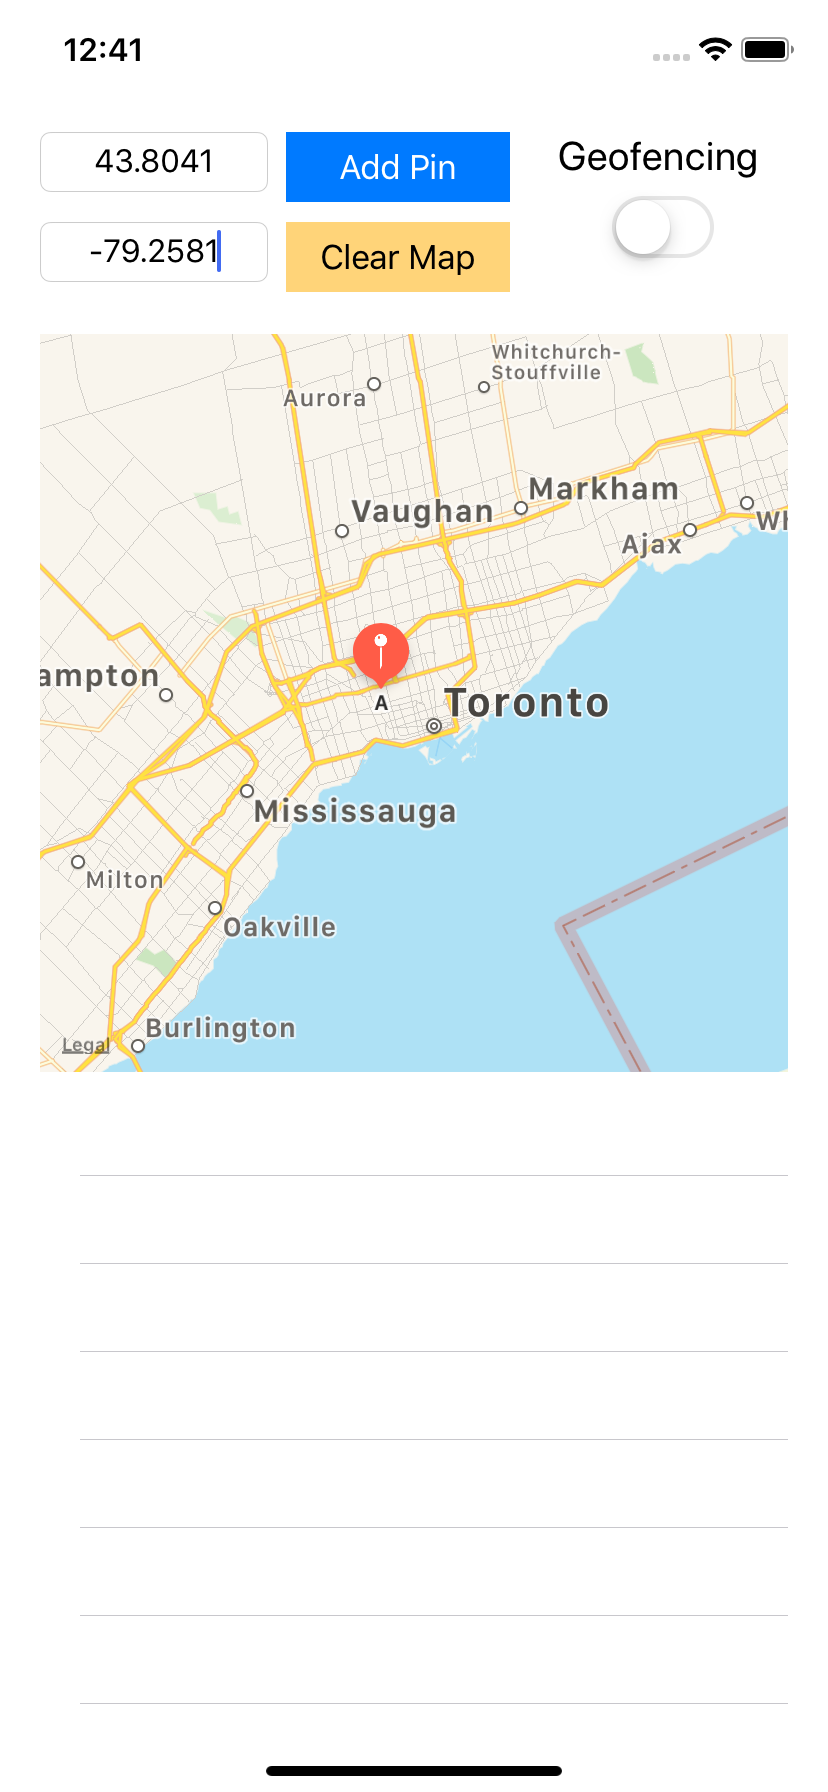 12:41
43.8041
Add Pin
Geofencing
-79.2581
Clear Map
Whitchurch-
Stouffville
Aurora
Markham
Vaughan
Wh
Ajax
ampton
Toronto
A
Mississauga
Milton
Oakville
Burlington
Legal